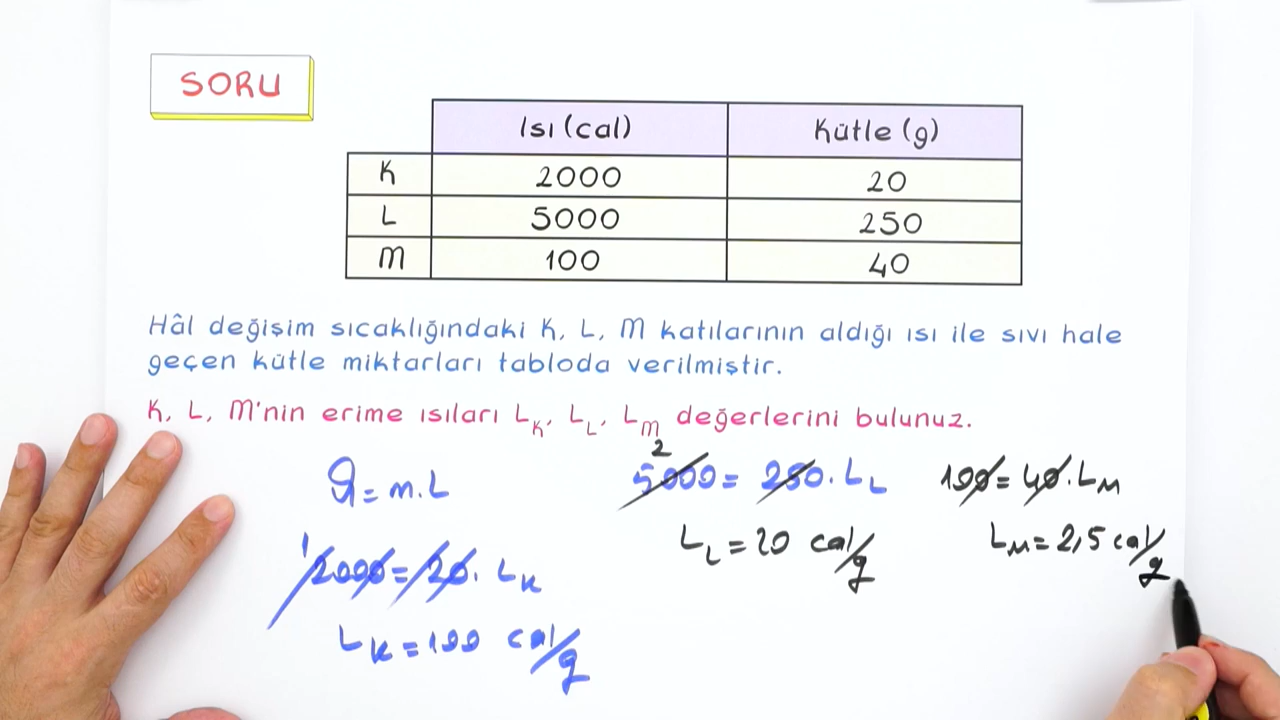 SORU
Isı (cal) Kütle (g)
K 2000 20
L 5000 250
M 100 40
Hâl değişim sıcaklığındaki K, L, M katılarının aldığı ısı ile sıvı hale
geçen kütle miktarları tabloda verilmiştir.
K, L, M'nin erime ısıları L_K, L_L, L_M değerlerini bulunuz.
Q = m.L
1
2000 = 20. L_K
L_K = 100 cal/g
2
5000 = 250. L_L
L_L = 20 cal/g
100 = 40. L_M
L_M = 2,5 cal/g